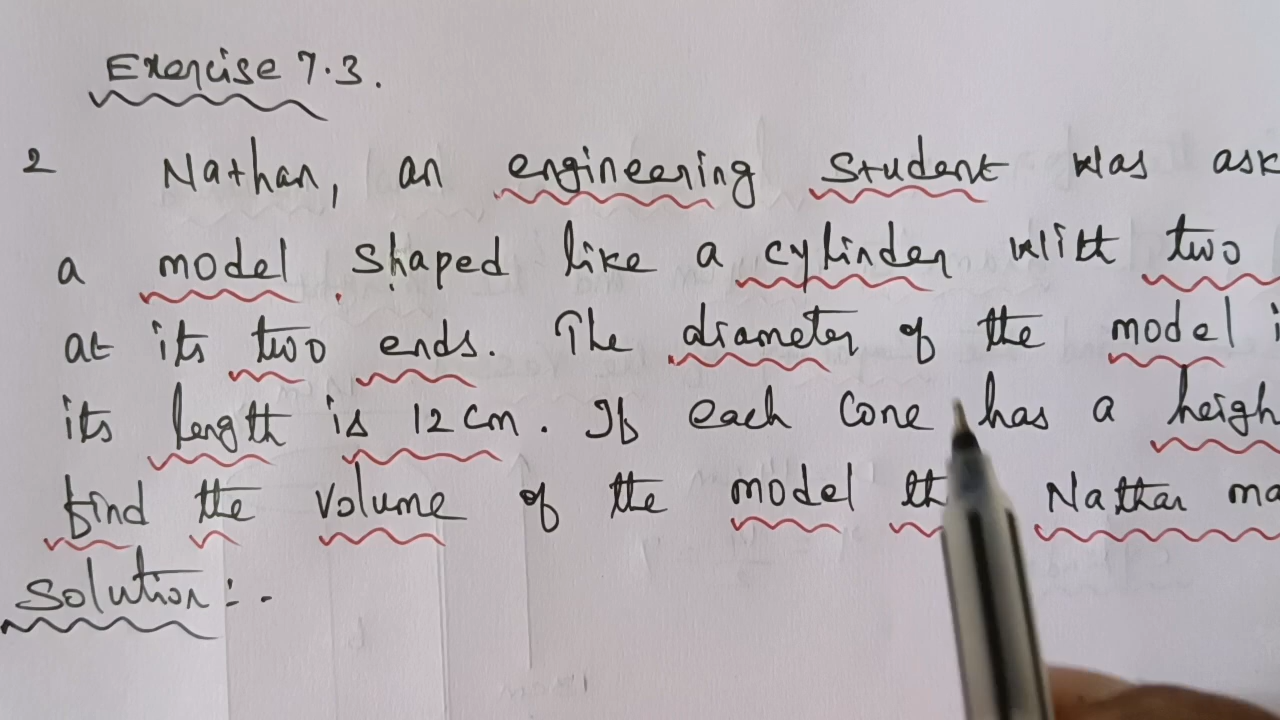 Exercise 7.3.
2 Nathan, an engineering Student was ask
a model shaped like a cylinder with two
at its two ends. The diameter of the model i
its length is 12 cm. If each Cone has a heigh
find the volume of the model th Nathan ma
Solution:-